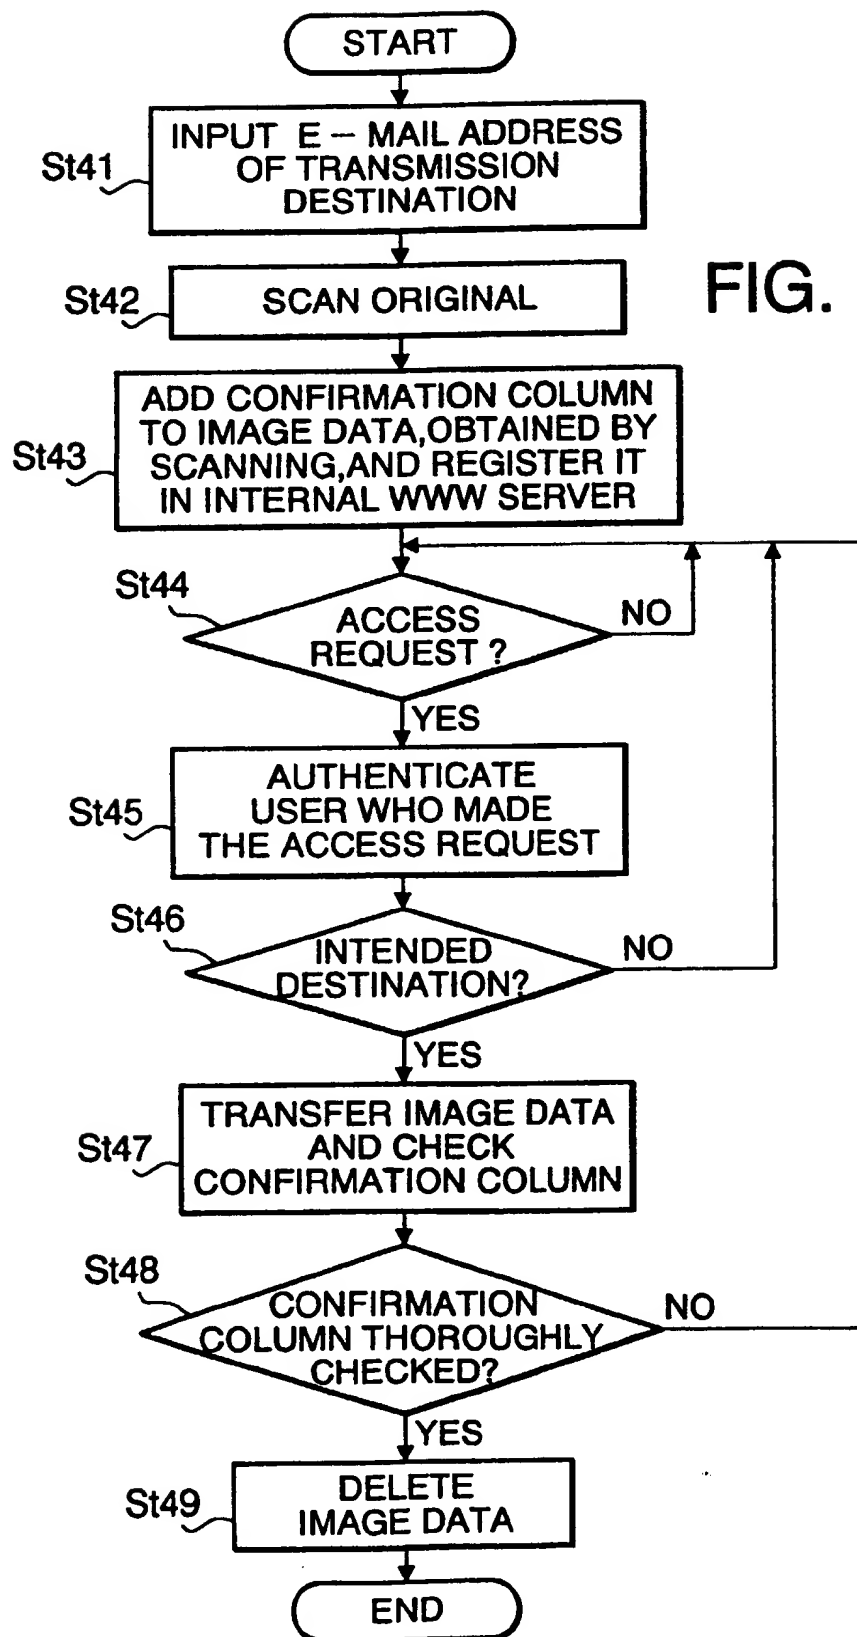 START
St41
INPUT E – MAIL ADDRESS
OF TRANSMISSION
DESTINATION
FIG.
St42
SCAN ORIGINAL
St43
ADD CONFIRMATION COLUMN
TO IMAGE DATA,OBTAINED BY
SCANNING,AND REGISTER IT
IN INTERNAL WWW SERVER
St44
ACCESS
REQUEST ?
NO
YES
St45
AUTHENTICATE
USER WHO MADE
THE ACCESS REQUEST
St46
INTENDED
DESTINATION?
NO
YES
St47
TRANSFER IMAGE DATA
AND CHECK
CONFIRMATION COLUMN
St48
CONFIRMATION
COLUMN THOROUGHLY
CHECKED?
NO
YES
St49
DELETE
IMAGE DATA
END